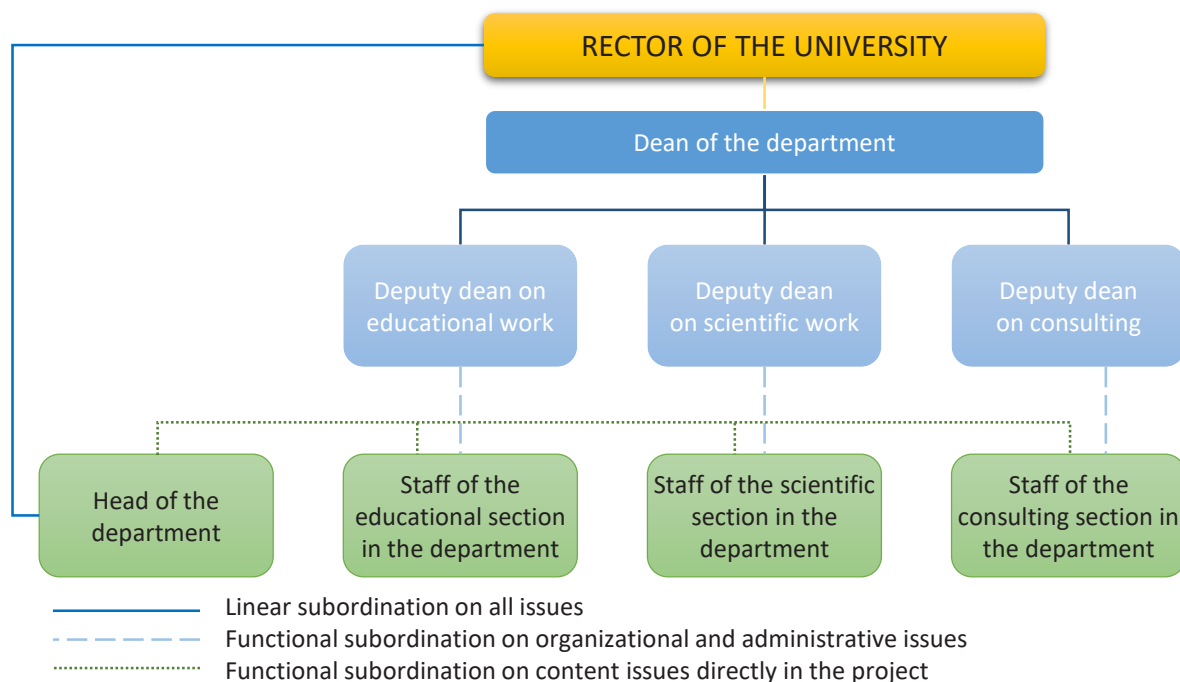 RECTOR OF THE UNIVERSITY
Dean of the department
Deputy dean on
educational work
Deputy dean
on scientific work
Deputy dean
on consulting
Head of the
department
Staff of the
educational section
in the department
Staff of the scientific
section in the
department
Staff of the
consulting section in
the department
Linear subordination on all issues
Functional subordination on organizational and administrative issues
Functional subordination on content issues directly in the project